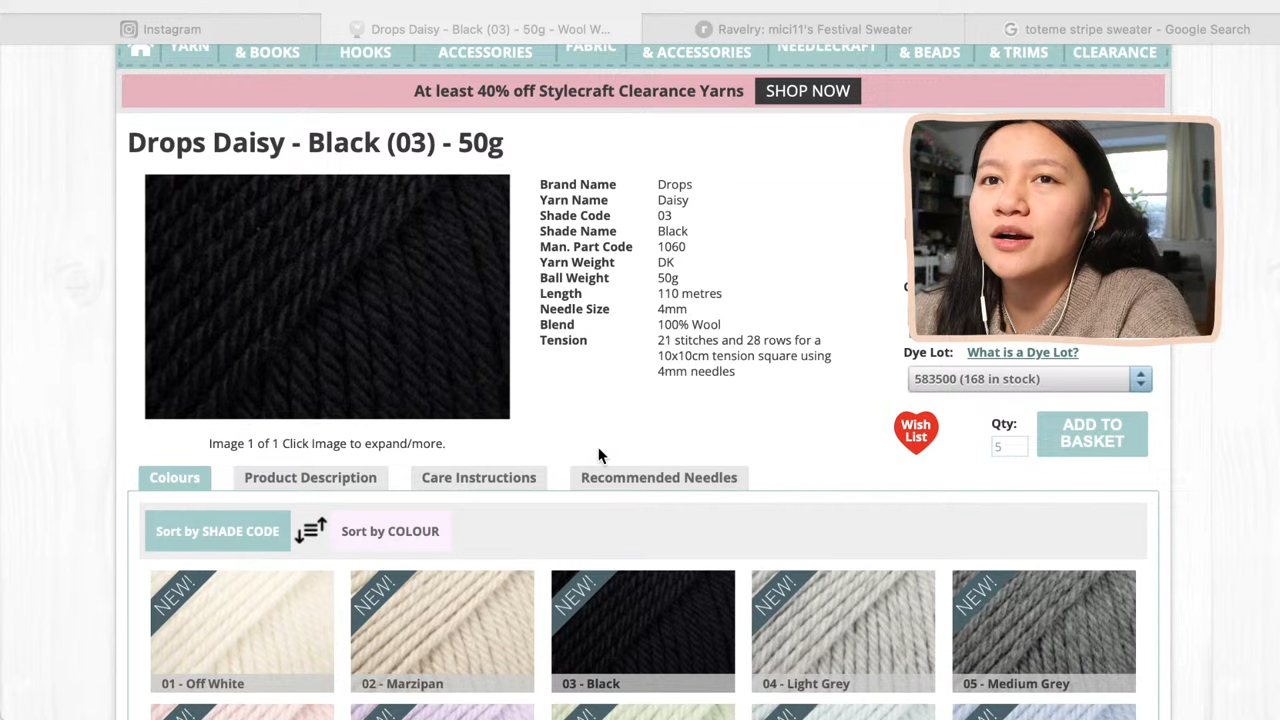 Instagram
Drops Daisy - Black (03) - 50g - Wool W...
Ravelry: mici11's Festival Sweater
toteme stripe sweater - Google Search
YARN
& BOOKS
HOOKS
ACCESSORIES
FABRIC
& ACCESSORIES
NEEDLECRAFT
& BEADS
& TRIMS
CLEARANCE
At least 40% off Stylecraft Clearance Yarns
SHOP NOW
Drops Daisy - Black (03) - 50g
Brand Name Drops
Yarn Name Daisy
Shade Code 03
Shade Name Black
Man. Part Code 1060
Yarn Weight DK
Ball Weight 50g
Length 110 metres
Needle Size 4mm
Blend 100% Wool
Tension 21 stitches and 28 rows for a
10x10cm tension square using
4mm needles
Dye Lot: What is a Dye Lot?
583500 (168 in stock)
Wish
List
Qty:
5
ADD TO
BASKET
Image 1 of 1 Click Image to expand/more.
Colours
Product Description
Care Instructions
Recommended Needles
Sort by SHADE CODE
Sort by COLOUR
NEW!
NEW!
NEW!
NEW!
NEW!
01 - Off White
02 - Marzipan
03 - Black
04 - Light Grey
05 - Medium Grey